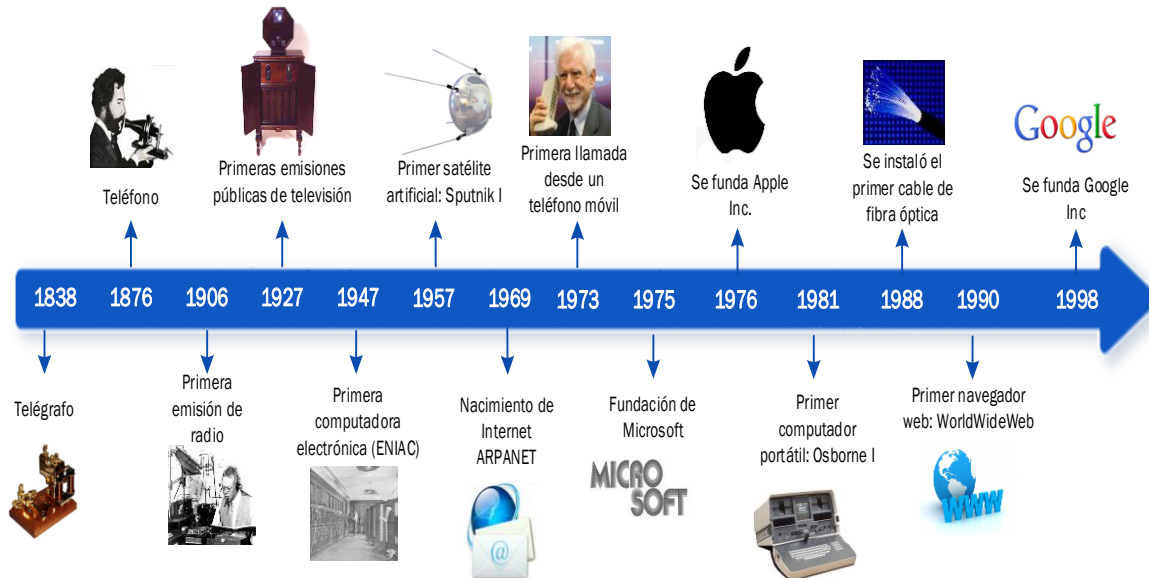 Teléfono
Primeras emisiones
públicas de televisión
Primer satélite
artificial: Sputnik I
Primera llamada
desde un
teléfono móvil
Se funda Apple
Inc.
Se instaló el
primer cable de
fibra óptica
Google
Se funda Google
Inc
1838
1876
1906
1927
1947
1957
1969
1973
1975
1976
1981
1988
1990
1998
Telégrafo
Primera
emisión de
radio
Primera
computadora
electrónica (ENIAC)
Nacimiento de
Internet
ARPANET
@
Fundación de
Microsoft
MICRO
SOFT
Primer
computador
portátil: Osborne I
Primer navegador
web: WorldWideWeb
WWW